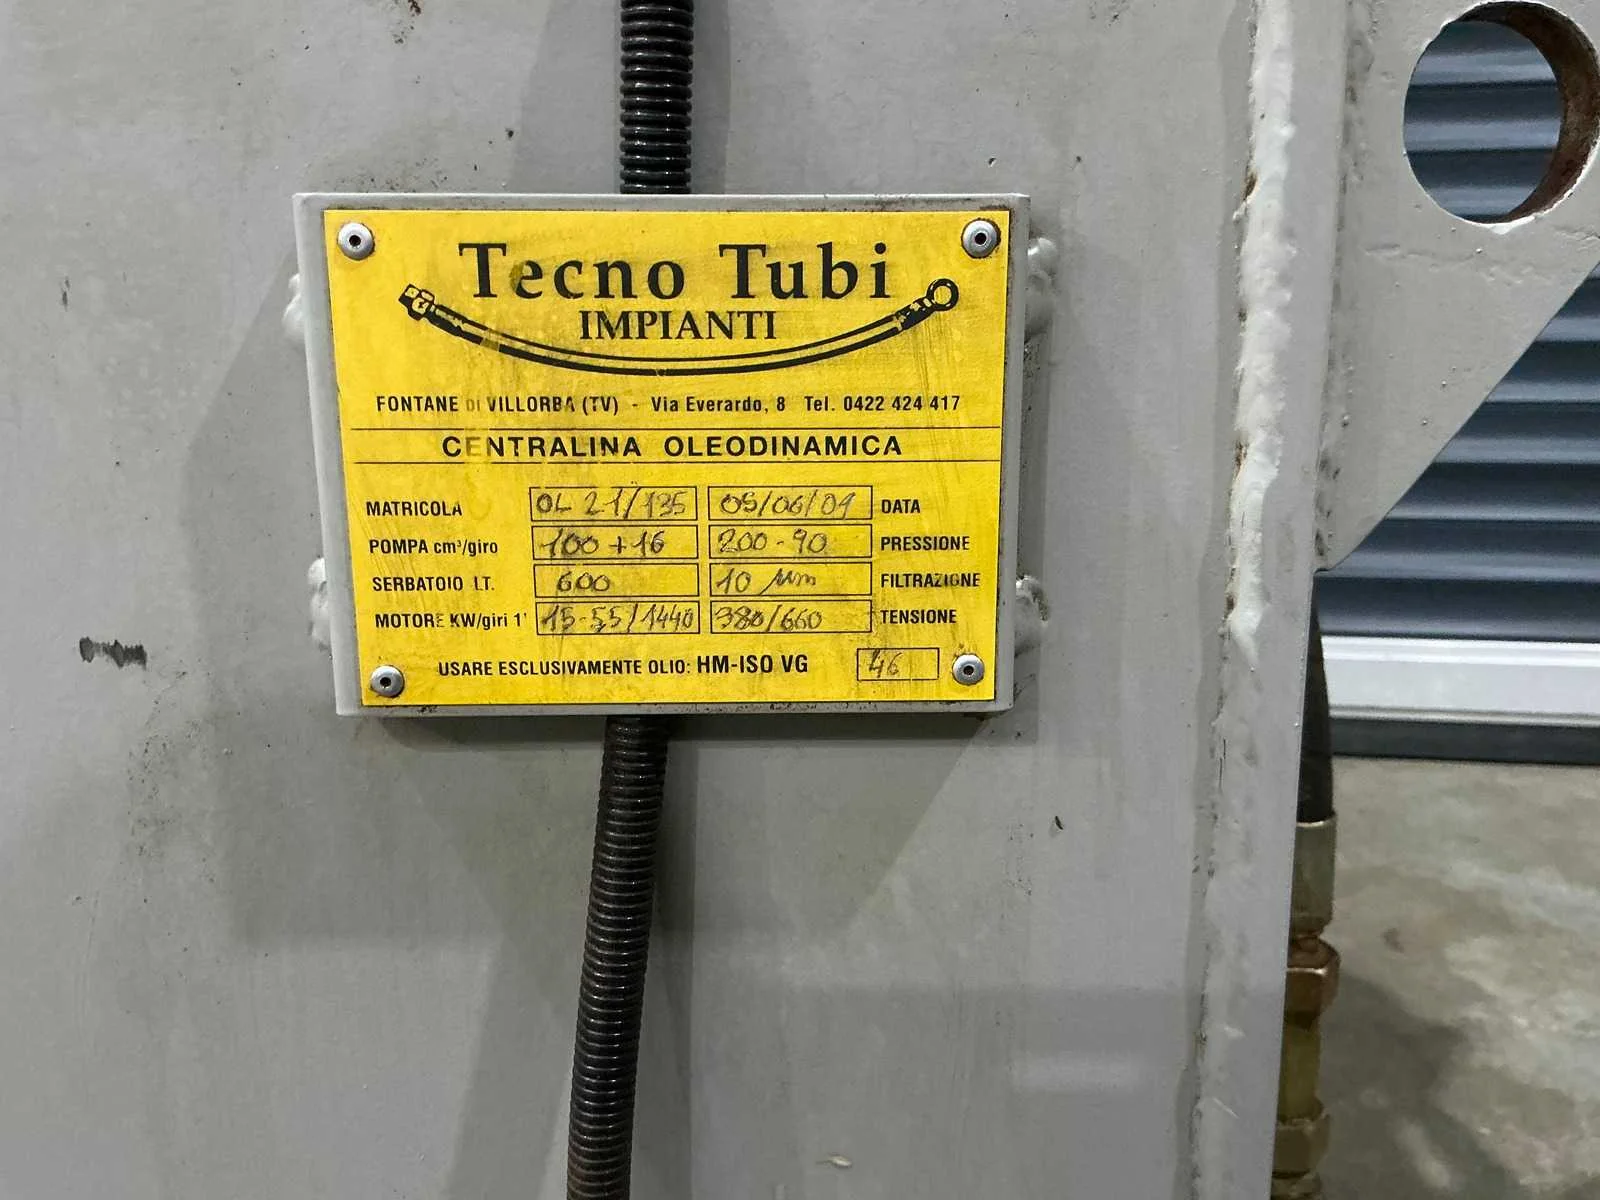 Tecno Tubi
IMPIANTI
FONTANE DI VILLORBA (TV) - Via Everardo, 8 Tel. 0422 424 417
CENTRALINA OLEODINAMICA
MATRICOLA OL 21/135 05/06/01 DATA
POMPA cm³/giro 100 + 16 200 - 90 PRESSIONE
SERBATOIO LT. 600 10 µm FILTRAZIONE
MOTORE KW/giri 1' 15-55/1440 380/660 TENSIONE
USARE ESCLUSIVAMENTE OLIO: HM-ISO VG 46